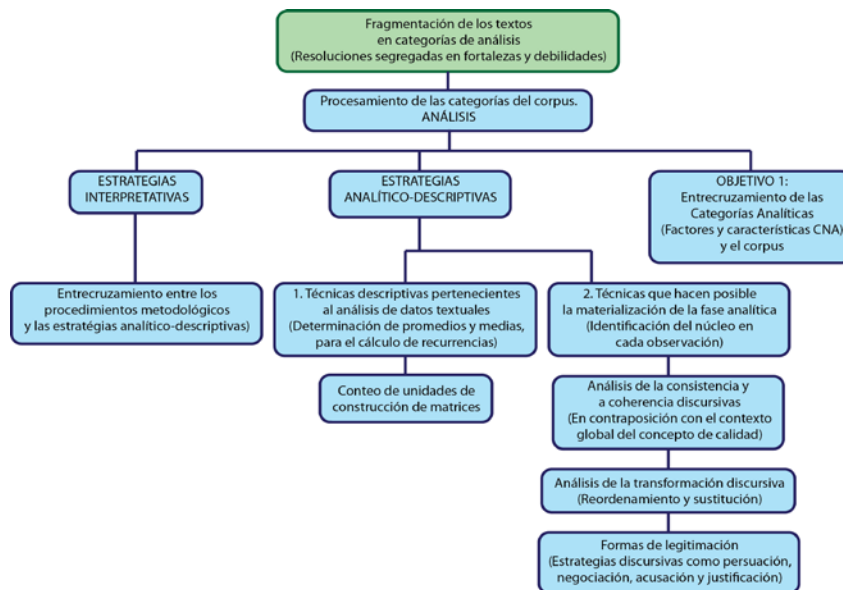 Fragmentación de los textos
en categorías de análisis
(Resoluciones segregadas en fortalezas y debilidades)
Procesamiento de las categorías del corpus.
ANÁLISIS
ESTRATEGIAS
INTERPRETATIVAS
ESTRATEGIAS
ANALÍTICO-DESCRIPTIVAS
OBJETIVO 1:
Entrecruzamiento de las
Categorías Analíticas
(Factores y características CNA)
y el corpus
Entrecruzamiento entre los
procedimientos metodológicos
y las estratégias analítico-descriptivas)
1. Técnicas descriptivas pertenecientes
al análisis de datos textuales
(Determinación de promedios y medias,
para el cálculo de recurrencias)
2. Técnicas que hacen posible
la materialización de la fase analítica
(Identificación del núcleo en
cada observación)
Conteo de unidades de
construcción de matrices
Análisis de la consistencia y
a coherencia discursivas
(En contraposición con el contexto
global del concepto de calidad)
Análisis de la transformación discursiva
(Reordenamiento y sustitución)
Formas de legitimación
(Estrategias discursivas como persuación,
negociación, acusación y justificación)